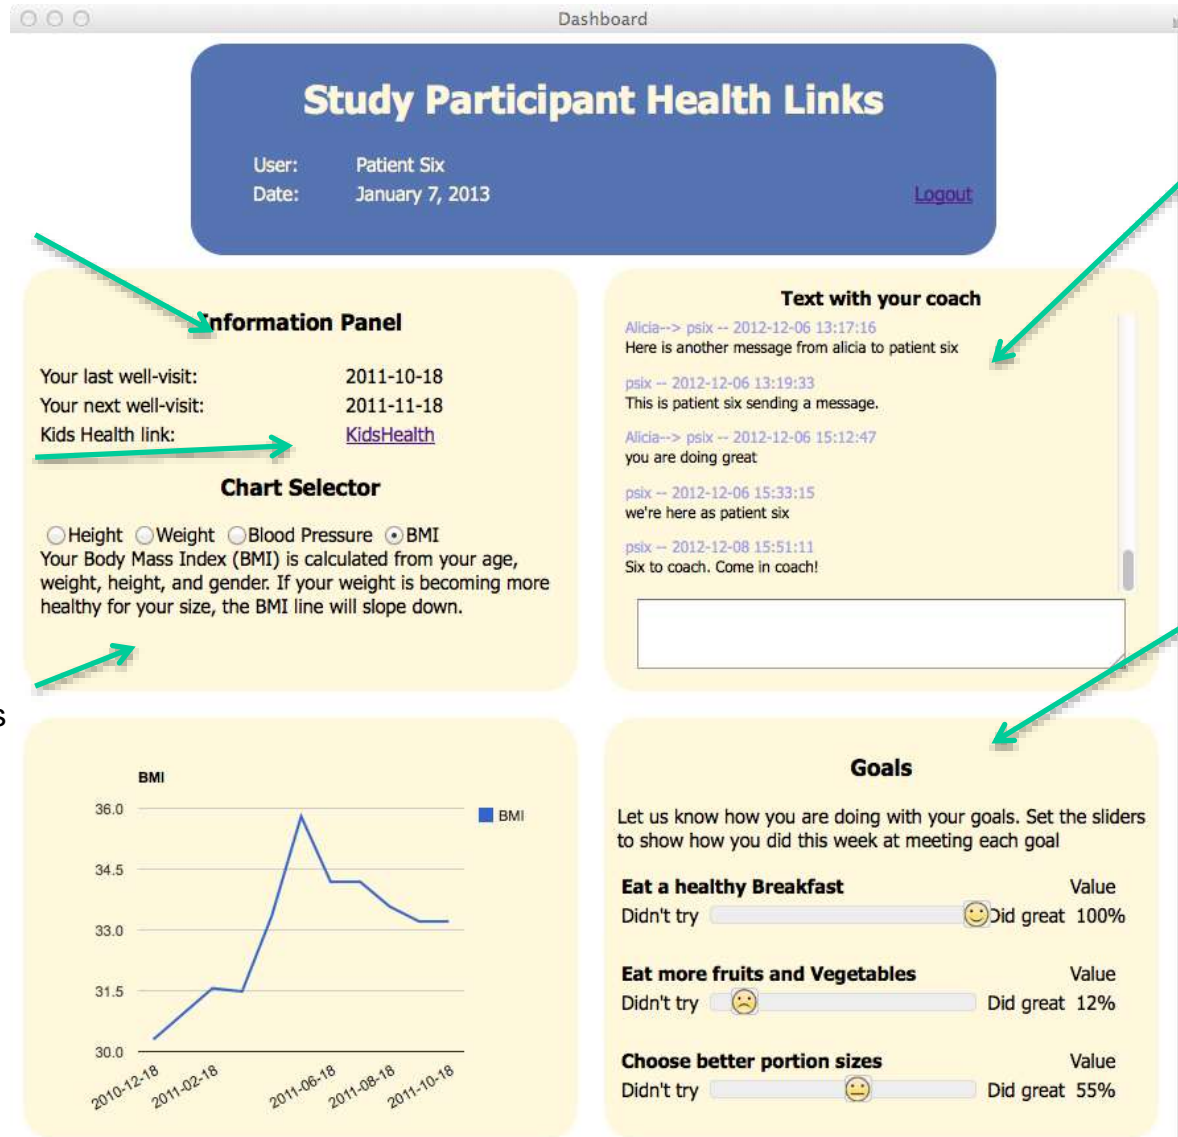 Dashboard
Study Participant Health Links
User: Patient Six
Date: January 7, 2013 Logout
Information Panel
Your last well-visit: 2011-10-18
Your next well-visit: 2011-11-18
Kids Health link: KidsHealth
Chart Selector
Height Weight Blood Pressure BMI
Your Body Mass Index (BMI) is calculated from your age,
weight, height, and gender. If your weight is becoming more
healthy for your size, the BMI line will slope down.
Text with your coach
Alicia--> psix -- 2012-12-06 13:17:16
Here is another message from alicia to patient six
psix -- 2012-12-06 13:19:33
This is patient six sending a message.
Alicia--> psix -- 2012-12-06 15:12:47
you are doing great
psix -- 2012-12-06 15:33:15
we're here as patient six
psix -- 2012-12-08 15:51:11
Six to coach. Come in coach!
s
BMI
BMI
36.0
34.5
33.0
31.5
30.0
2010-12-18
2011-02-18
2011-06-18
2011-08-18
2011-10-18
Goals
Let us know how you are doing with your goals. Set the sliders
to show how you did this week at meeting each goal
Eat a healthy Breakfast Value
Didn't try Did great 100%
Eat more fruits and Vegetables Value
Didn't try Did great 12%
Choose better portion sizes Value
Didn't try Did great 55%